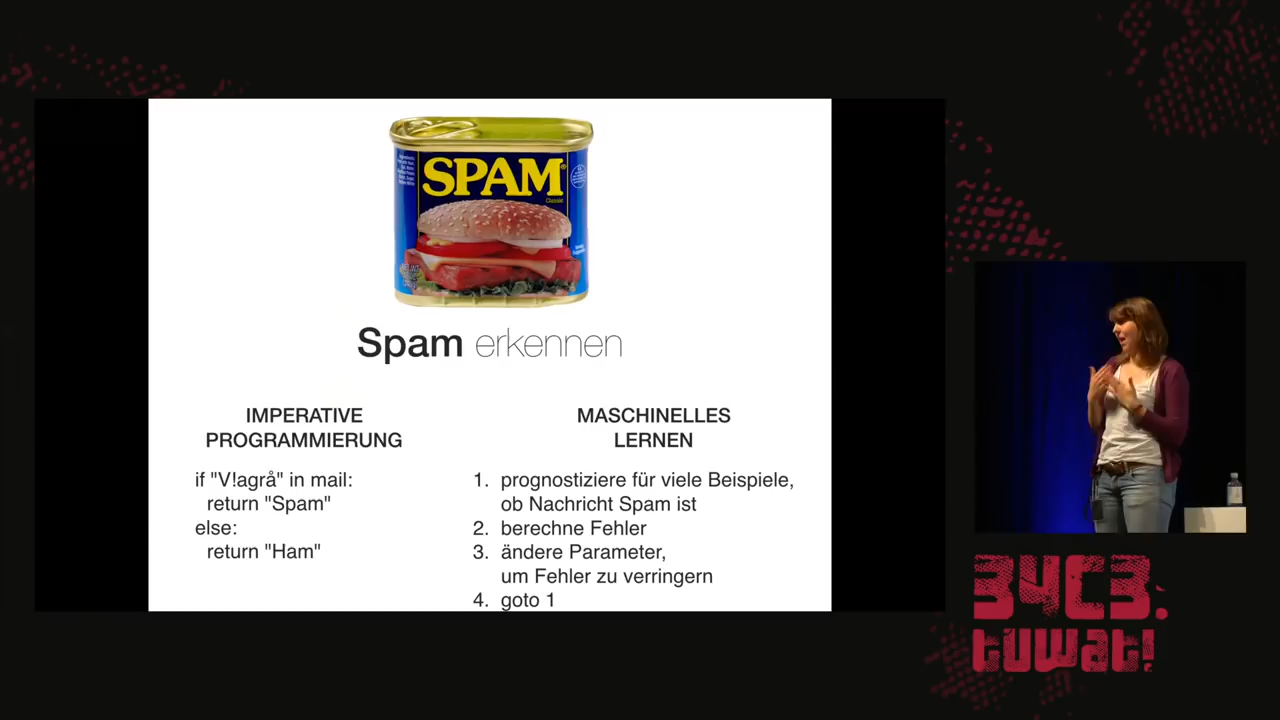 SPAM
Classic
Spam erkennen
IMPERATIVE
PROGRAMMIERUNG
if "V!agrå" in mail:
return "Spam"
else:
return "Ham"
MASCHINELLES
LERNEN
1. prognostiziere für viele Beispiele,
ob Nachricht Spam ist
2. berechne Fehler
3. ändere Parameter,
um Fehler zu verringern
4. goto 1
34C3.
tuwat!